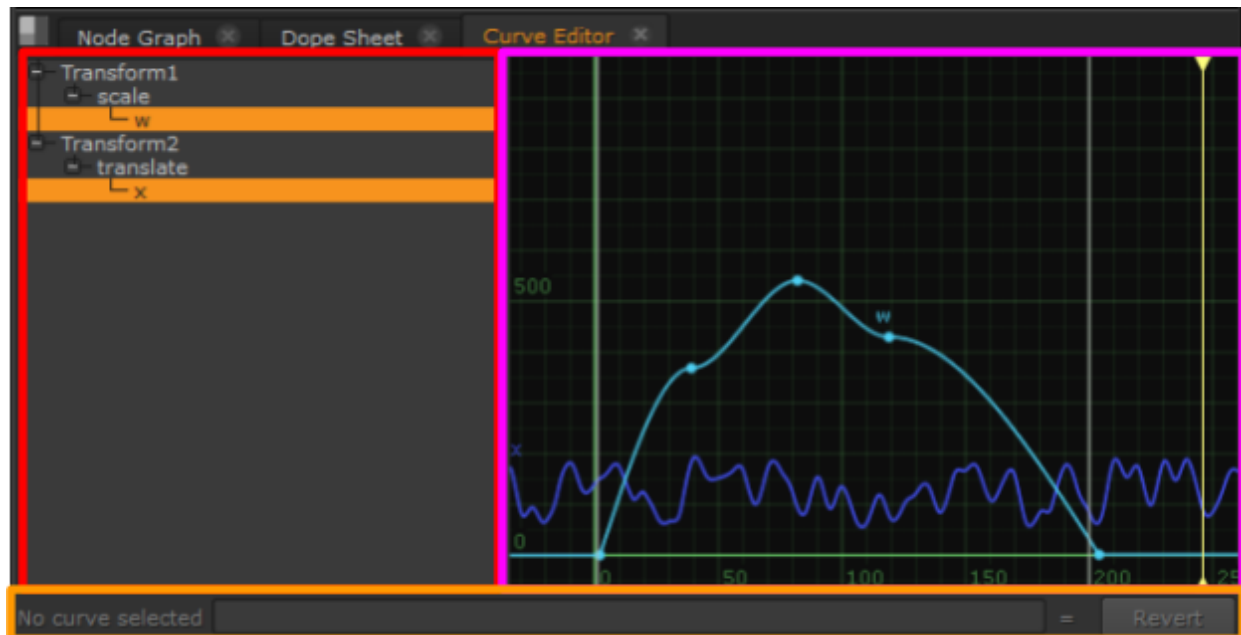 Node Graph Dope Sheet Curve Editor
Transform1
scale
w
Transform2
translate
x
500
w
x
0
0 50 100 150 200 25
No curve selected = Revert